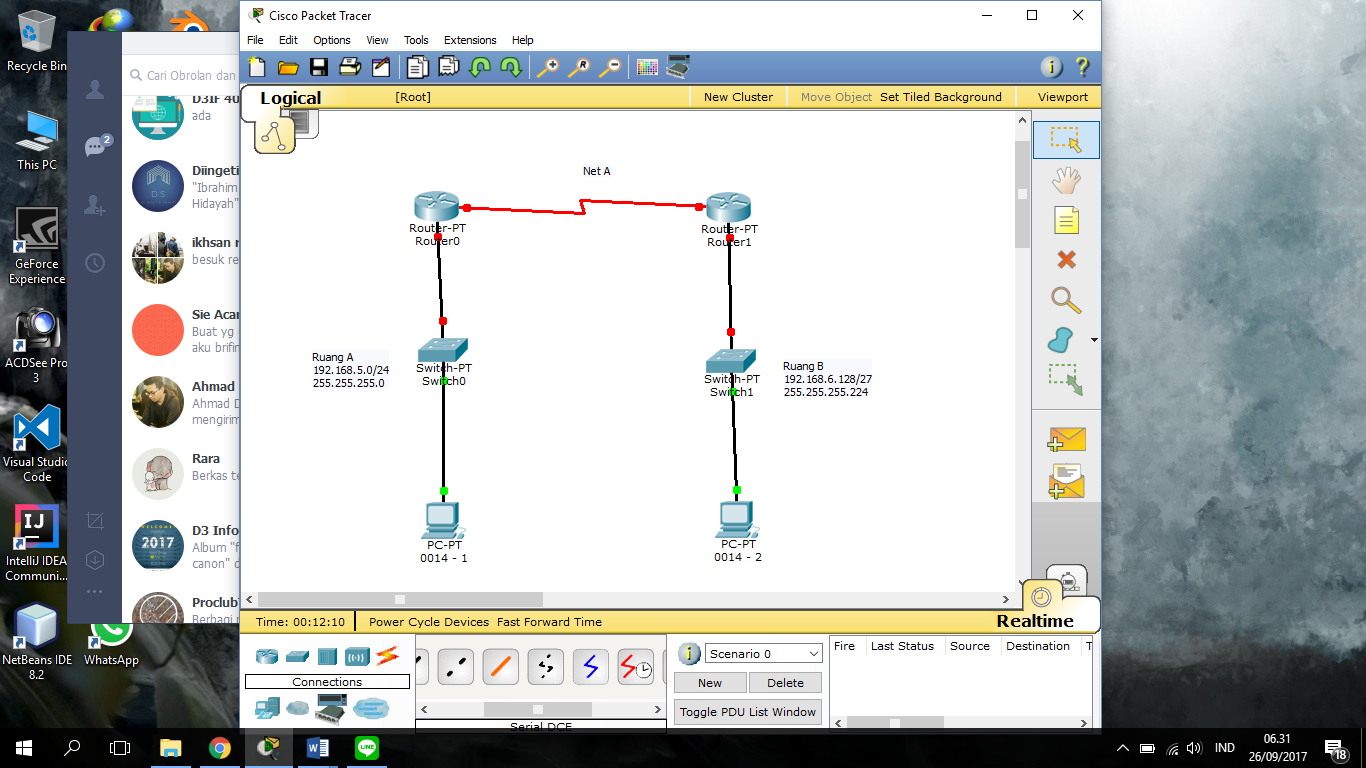 Recycle Bin
This PC
GeForce
Experience
ACDSee Pro
3
Visual Studio
Code
IntelliJ IDEA
Communi...
NetBeans IDE
8.2
WhatsApp
2
Cari Obrolan dan
D3IF 40
ada
Diingeti
"Ibrahim
Hidayah"
ikhsan r
besuk re
Sie Acar
Buat yg
aku brifin
Ahmad
Ahmad D
mengirim
Rara
Berkas te
D3 Info
Album "f
canon" d
WELCOME
2017
Proclub
Berbagi
Cisco Packet Tracer
File Edit Options View Tools Extensions Help
Logical [Root] New Cluster Move Object Set Tiled Background Viewport
Net A
Router-PT
Router0
Router-PT
Router1
Ruang A
192.168.5.0/24
255.255.255.0
Switch-PT
Switch0
Switch-PT
Switch1
Ruang B
192.168.6.128/27
255.255.255.224
PC-PT
0014 - 1
PC-PT
0014 - 2
Time: 00:12:10 Power Cycle Devices Fast Forward Time
Realtime
Connections
Serial DCE
Scenario 0
New Delete
Toggle PDU List Window
Fire Last Status Source Destination T
IND
06.31
26/09/2017
18